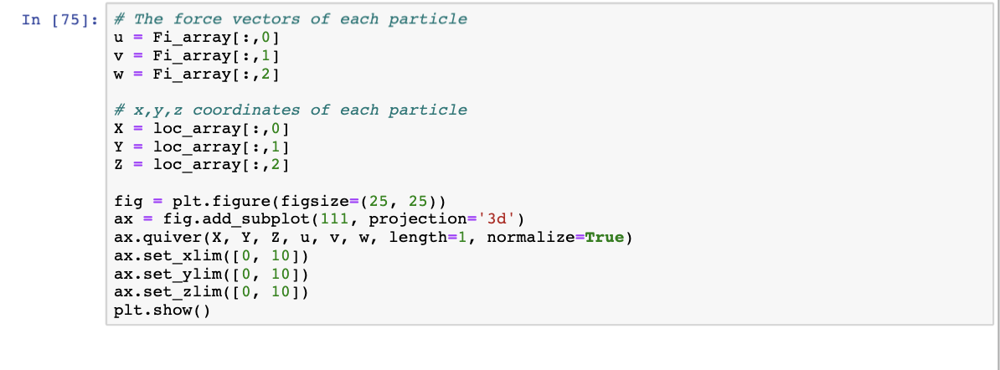 In [75]: # The force vectors of each particle
u = Fi_array[:,0]
v = Fi_array[:,1]
w = Fi_array[:,2]
# x,y,z coordinates of each particle
X = loc_array[:,0]
Y = loc_array[:,1]
Z = loc_array[:,2]
fig = plt.figure(figsize=(25, 25))
ax = fig.add_subplot(111, projection='3d')
ax.quiver(X, Y, Z, u, v, w, length=1, normalize=True)
ax.set_xlim([0, 10])
ax.set_ylim([0, 10])
ax.set_zlim([0, 10])
plt.show()